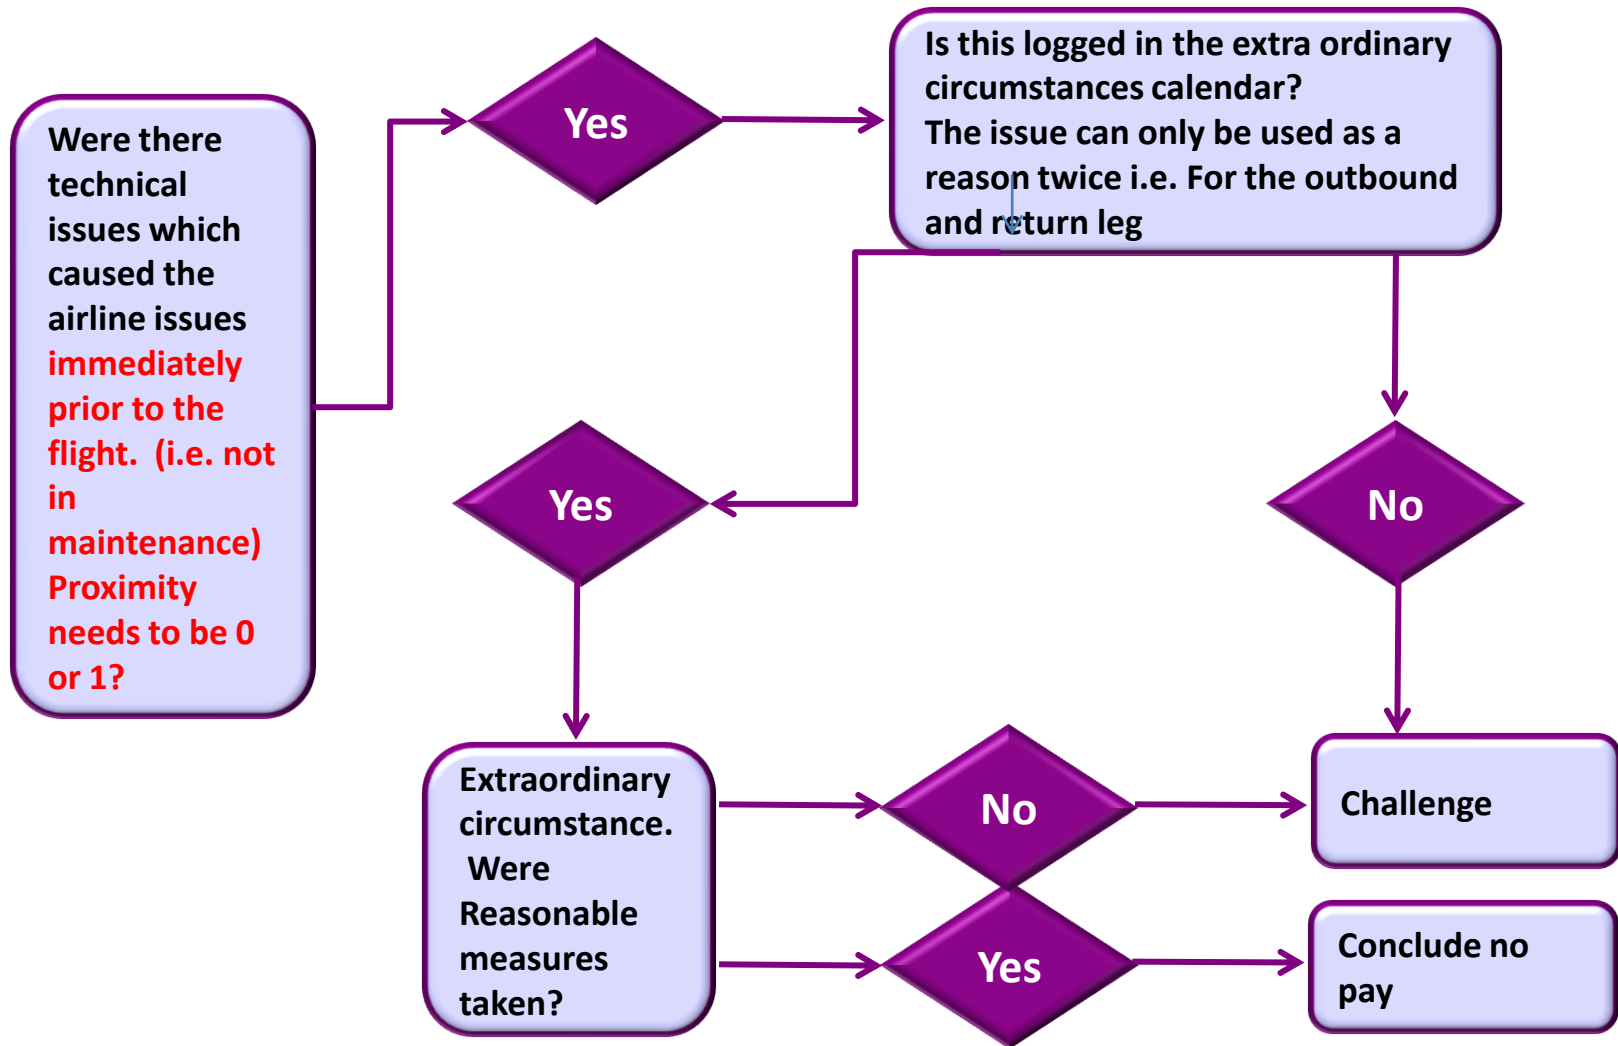 Were there
technical
issues which
caused the
airline issues
immediately
prior to the
flight. (i.e. not
in
maintenance)
Proximity
needs to be 0
or 1?
Yes
Is this logged in the extra ordinary
circumstances calendar?
The issue can only be used as a
reason twice i.e. For the outbound
and return leg
Yes
No
Extraordinary
circumstance.
Were
Reasonable
measures
taken?
No
Challenge
Yes
Conclude no
pay